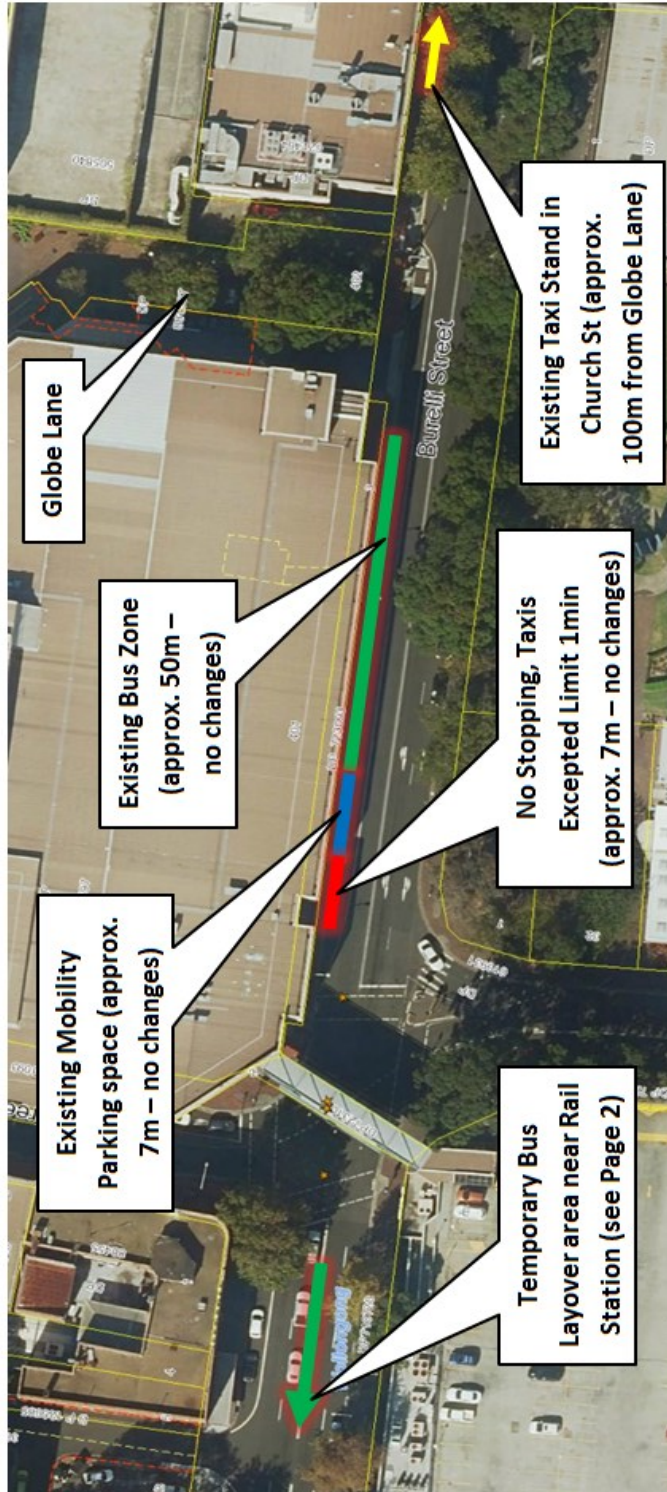 Globe Lane
Existing Bus Zone
(approx. 50m –
no changes)
Existing Mobility
Parking space (approx.
7m – no changes)
Burelli Street
Existing Taxi Stand in
Church St (approx.
100m from Globe Lane)
No Stopping, Taxis
Excepted Limit 1min
(approx. 7m – no changes)
Temporary Bus
Layover area near Rail
Station (see Page 2)
402
DP